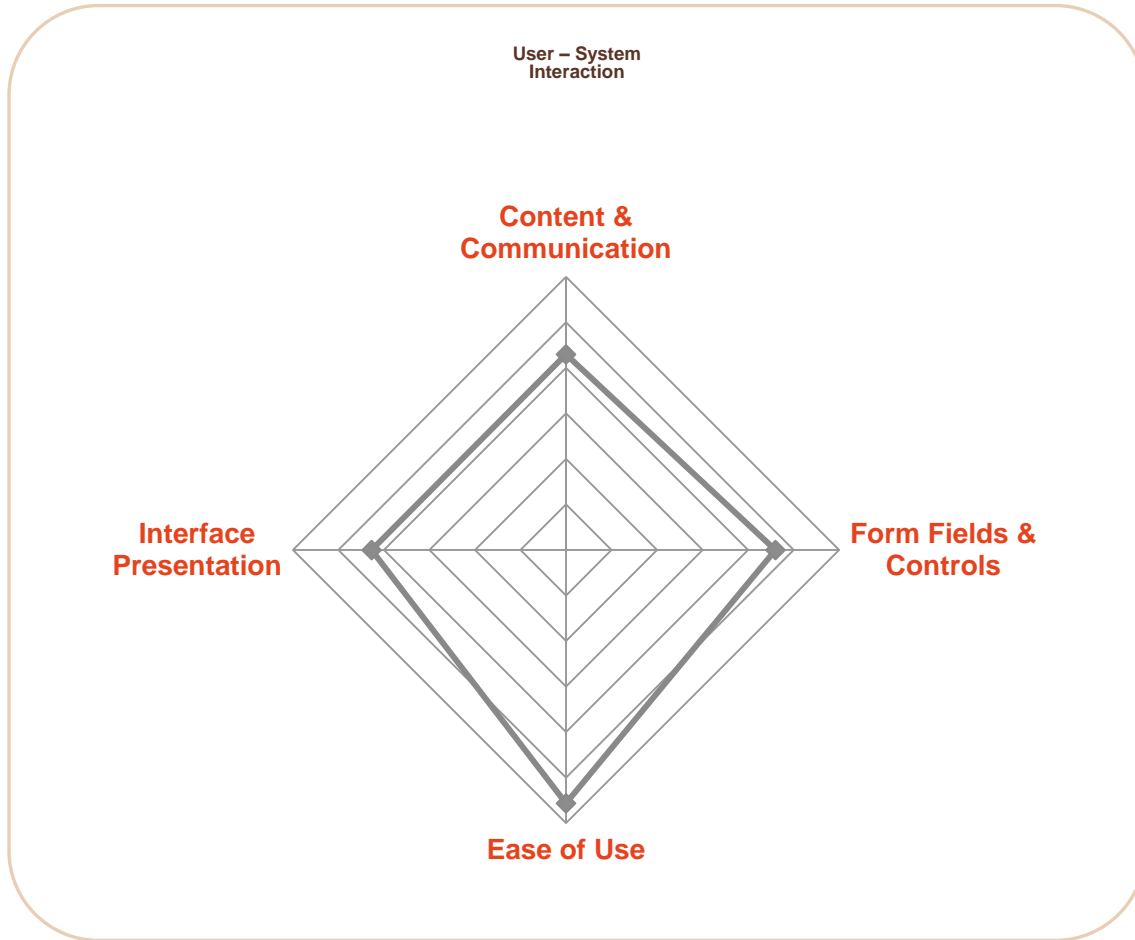 User – System
Interaction
Content &
Communication
Interface
Presentation
Form Fields &
Controls
Ease of Use